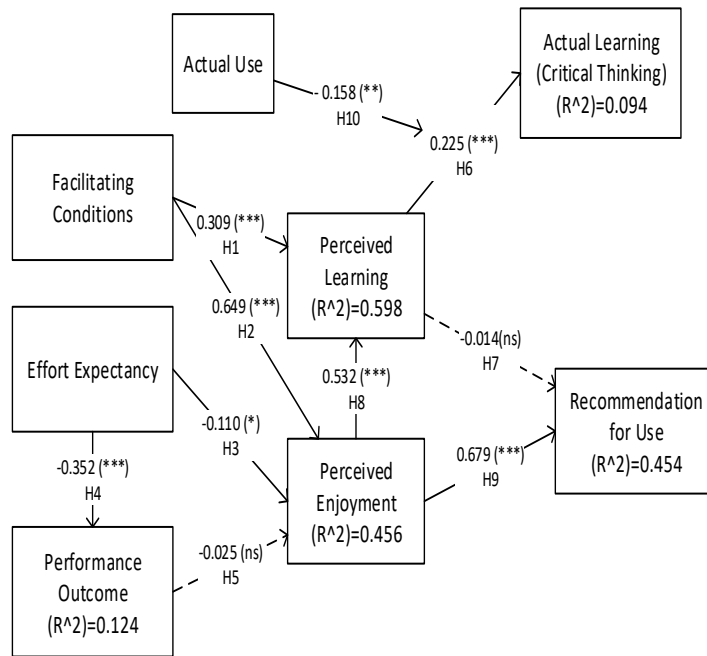 Actual Use
- 0.158 (**)
H10
Actual Learning
(Critical Thinking)
(R^2)=0.094
0.225 (***)
H6
Facilitating
Conditions
0.309 (***)
H1
Perceived
Learning
(R^2)=0.598
0.649 (***)
H2
-0.014(ns)
H7
Effort Expectancy
0.532 (***)
H8
Recommendation
for Use
(R^2)=0.454
-0.110 (*)
H3
0.679 (***)
H9
-0.352 (***)
H4
Perceived
Enjoyment
(R^2)=0.456
-0.025 (ns)
H5
Performance
Outcome
(R^2)=0.124